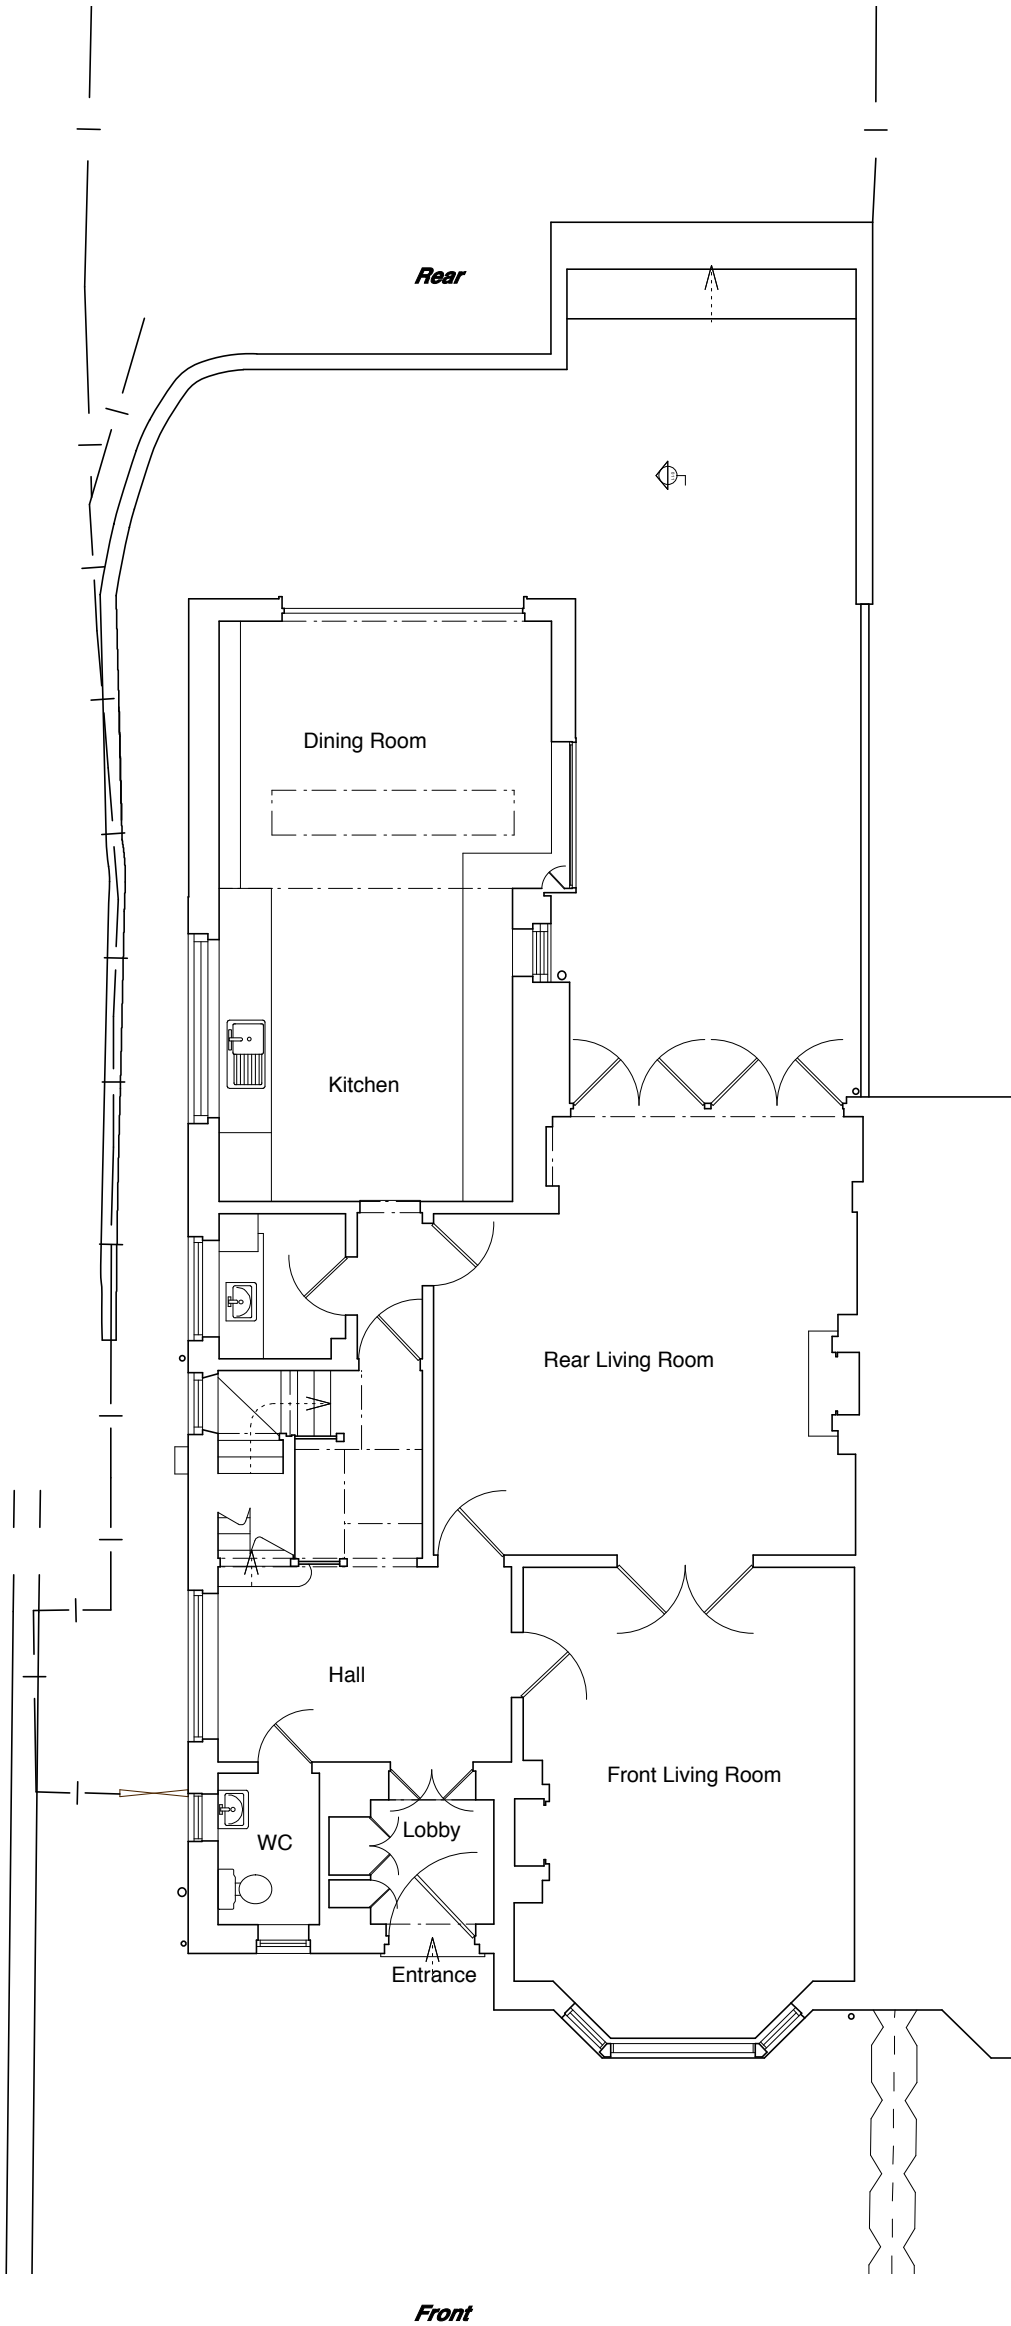 Rear
Dining Room
Kitchen
Rear Living Room
Hall
Front Living Room
Lobby
WC
Entrance
Front